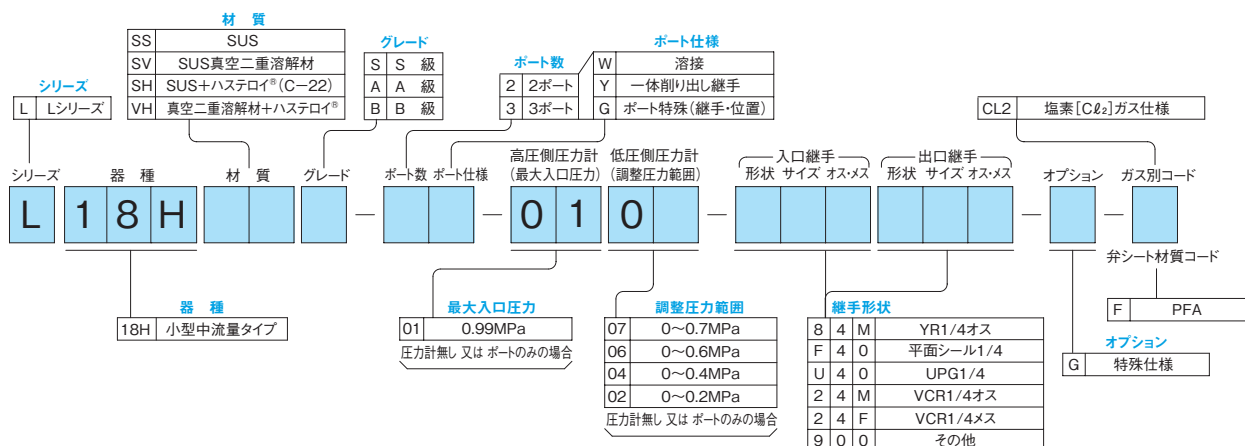 材 質
SS SUS
SV SUS真空二重溶解材
SH SUS+ハステロイ®(C−22)
VH 真空二重溶解材+ハステロイ®
シリーズ
L Lシリーズ
グレード
S S 級
A A 級
B B 級
ポート数
2 2ポート
3 3ポート
ポート仕様
W 溶接
Y 一体削り出し継手
G ポート特殊(継手・位置)
CL2 塩素[Cℓ₂]ガス仕様
シリーズ 器 種 材 質 グレード ポート数 ポート仕様
高圧側圧力計
(最大入口圧力)
低圧側圧力計
(調整圧力範囲)
入口継手
形状 サイズ オス・メス
出口継手
形状 サイズ オス・メス
オプション ガス別コード
L 1 8 H − − 0 1 0 − − −
弁シート材質コード
F PFA
器 種
18H 小型中流量タイプ
最大入口圧力
01 0.99MPa
圧力計無し 又は ポートのみの場合
調整圧力範囲
07 0〜0.7MPa
06 0〜0.6MPa
04 0〜0.4MPa
02 0〜0.2MPa
圧力計無し 又は ポートのみの場合
継手形状
8 4 M YR1/4オス
F 4 0 平面シール1/4
U 4 0 UPG1/4
2 4 M VCR1/4オス
2 4 F VCR1/4メス
9 0 0 その他
オプション
G 特殊仕様